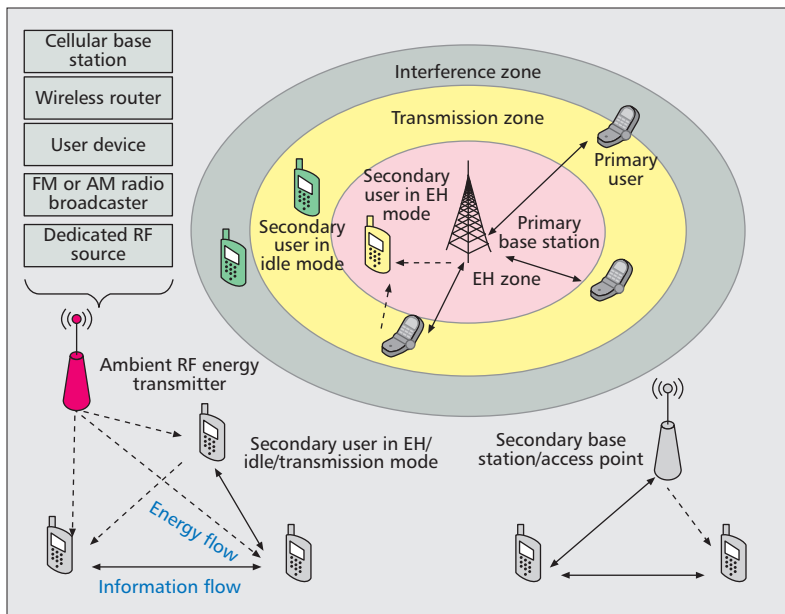 Cellular base
station
Wireless router
User device
FM or AM radio
broadcaster
Dedicated RF
source
Interference zone
Transmission zone
Primary
user
Secondary
user in EH
mode
Secondary
user in
idle mode
Primary
base station
EH zone
Ambient RF energy
transmitter
Secondary user in EH/
idle/transmission mode
Energy flow
Information flow
Secondary base
station/access point